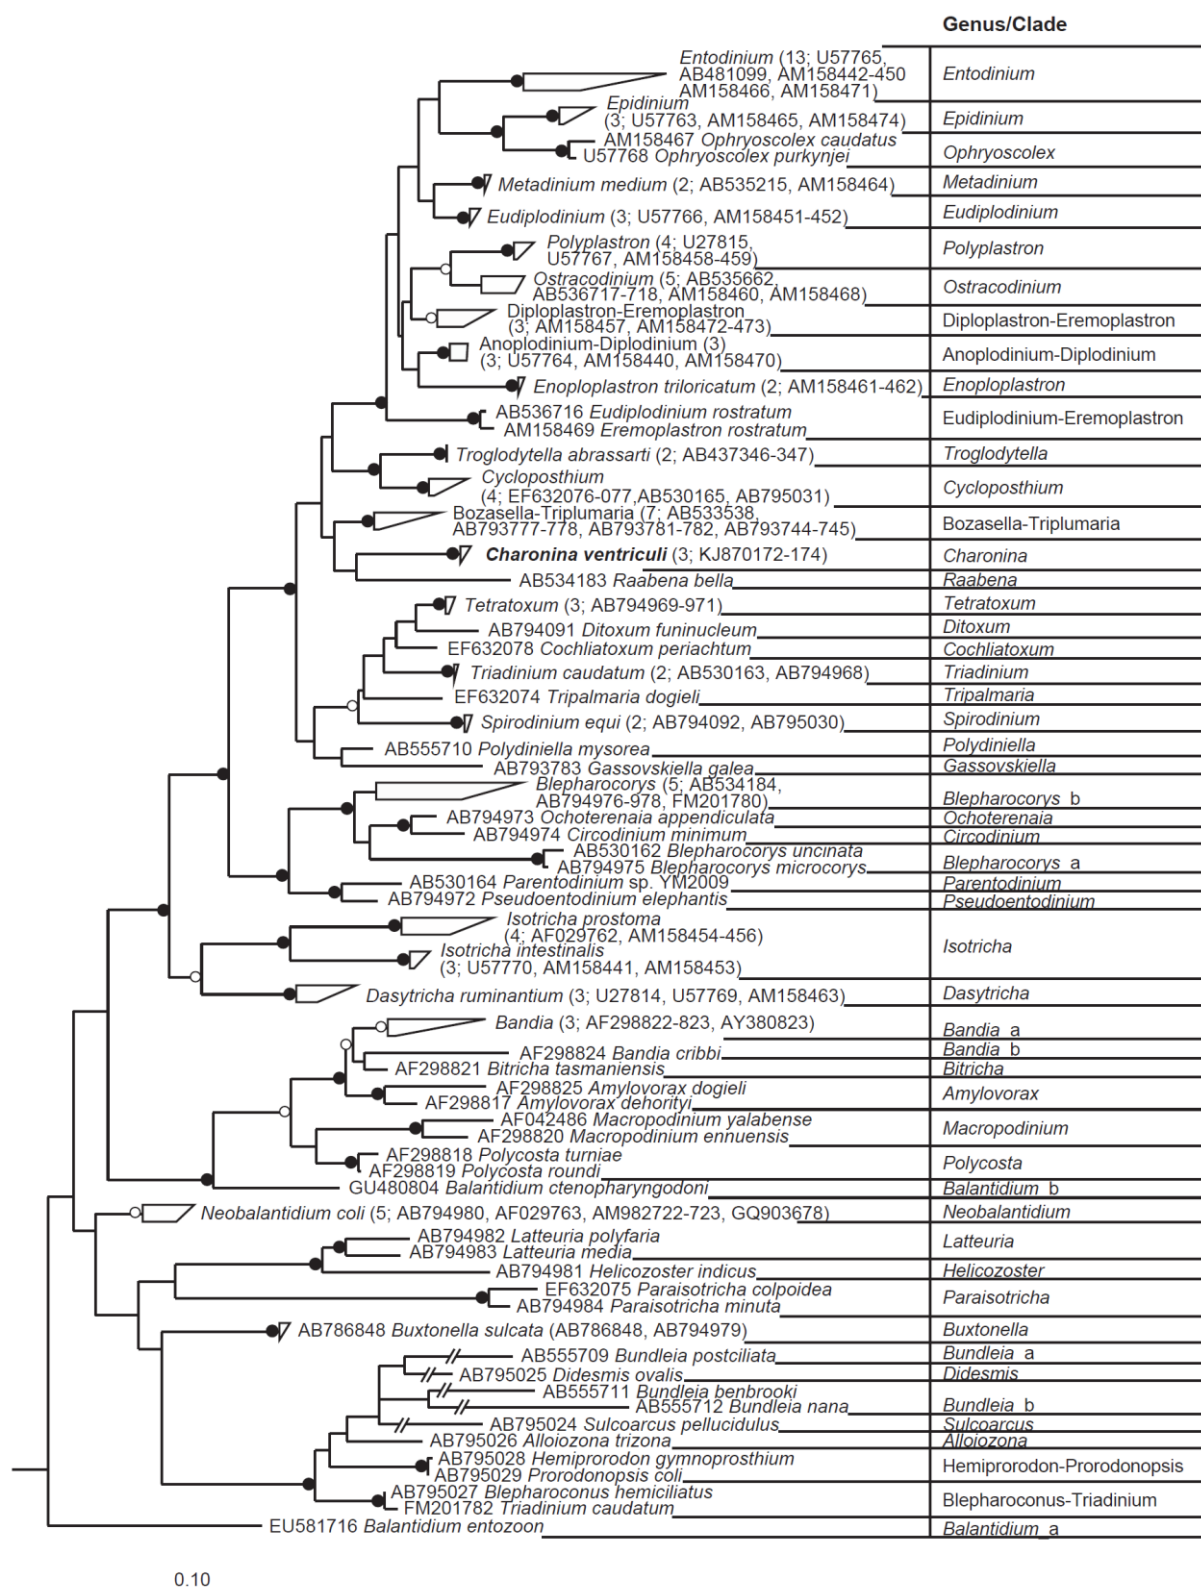 Genus/Clade
Entodinium (13; U57765,
AB481099, AM158442-450
AM158466, AM158471)
Entodinium
Epidinium
(3; U57763, AM158465, AM158474)
Epidinium
AM158467 Ophryoscolex caudatus
U57768 Ophryoscolex purkynjei
Ophryoscolex
Metadinium medium (2; AB535215, AM158464)
Metadinium
Eudiplodinium (3; U57766, AM158451-452)
Eudiplodinium
Polyplastron (4; U27815,
U57767, AM158458-459)
Polyplastron
Ostracodinium (5; AB535662,
AB536717-718, AM158460, AM158468)
Ostracodinium
Diploplastron-Eremoplastron
(3; AM158457, AM158472-473)
Diploplastron-Eremoplastron
Anoplodinium-Diplodinium (3)
(3; U57764, AM158440, AM158470)
Anoplodinium-Diplodinium
Enoploplastron triloricatum (2; AM158461-462)
Enoploplastron
AB536716 Eudiplodinium rostratum
AM158469 Eremoplastron rostratum
Eudiplodinium-Eremoplastron
Troglodytella abrassarti (2; AB437346-347)
Troglodytella
Cycloposthium
(4; EF632076-077,AB530165, AB795031)
Cycloposthium
Bozasella-Triplumaria (7; AB533538,
AB793777-778, AB793781-782, AB793744-745)
Bozasella-Triplumaria
Charonina ventriculi (3; KJ870172-174)
Charonina
AB534183 Raabena bella
Raabena
Tetratoxum (3; AB794969-971)
Tetratoxum
AB794091 Ditoxum funinucleum
Ditoxum
EF632078 Cochliatoxum periachtum
Cochliatoxum
Triadinium caudatum (2; AB530163, AB794968)
Triadinium
EF632074 Tripalmaria dogieli
Tripalmaria
Spirodinium equi (2; AB794092, AB795030)
Spirodinium
AB555710 Polydiniella mysorea
Polydiniella
AB793783 Gassovskiella galea
Gassovskiella
Blepharocorys (5; AB534184,
AB794976-978, FM201780)
Blepharocorys_b
AB794973 Ochoterenaia appendiculata
Ochoterenaia
AB794974 Circodinium minimum
Circodinium
AB530162 Blepharocorys uncinata
AB794975 Blepharocorys microcorys
Blepharocorys_a
AB530164 Parentodinium sp. YM2009
Parentodinium
AB794972 Pseudoentodinium elephantis
Pseudoentodinium
Isotricha prostoma
(4; AF029762, AM158454-456)
Isotricha intestinalis
(3; U57770, AM158441, AM158453)
Isotricha
Dasytricha ruminantium (3; U27814, U57769, AM158463)
Dasytricha
Bandia (3; AF298822-823, AY380823)
Bandia_a
AF298824 Bandia cribbi
Bandia_b
AF298821 Bitricha tasmaniensis
Bitricha
AF298825 Amylovorax dogieli
AF298817 Amylovorax dehorityi
Amylovorax
AF042486 Macropodinium yalabense
AF298820 Macropodinium ennuensis
Macropodinium
AF298818 Polycosta turniae
AF298819 Polycosta roundi
Polycosta
GU480804 Balantidium ctenopharyngodoni
Balantidium_b
Neobalantidium coli (5; AB794980, AF029763, AM982722-723, GQ903678)
Neobalantidium
AB794982 Latteuria polyfaria
AB794983 Latteuria media
Latteuria
AB794981 Helicozoster indicus
Helicozoster
EF632075 Paraisotricha colpoidea
AB794984 Paraisotricha minuta
Paraisotricha
AB786848 Buxtonella sulcata (AB786848, AB794979)
Buxtonella
AB555709 Bundleia postciliata
Bundleia_a
AB795025 Didesmis ovalis
Didesmis
AB555711 Bundleia benbrooki
AB555712 Bundleia nana
Bundleia_b
AB795024 Sulcoarcus pellucidulus
Sulcoarcus
AB795026 Alloiozona trizona
Alloiozona
AB795028 Hemiprorodon gymnoprosthium
AB795029 Prorodonopsis coli
Hemiprorodon-Prorodonopsis
AB795027 Blepharoconus hemiciliatus
FM201782 Triadinium caudatum
Blepharoconus-Triadinium
EU581716 Balantidium entozoon
Balantidium_a
0.10